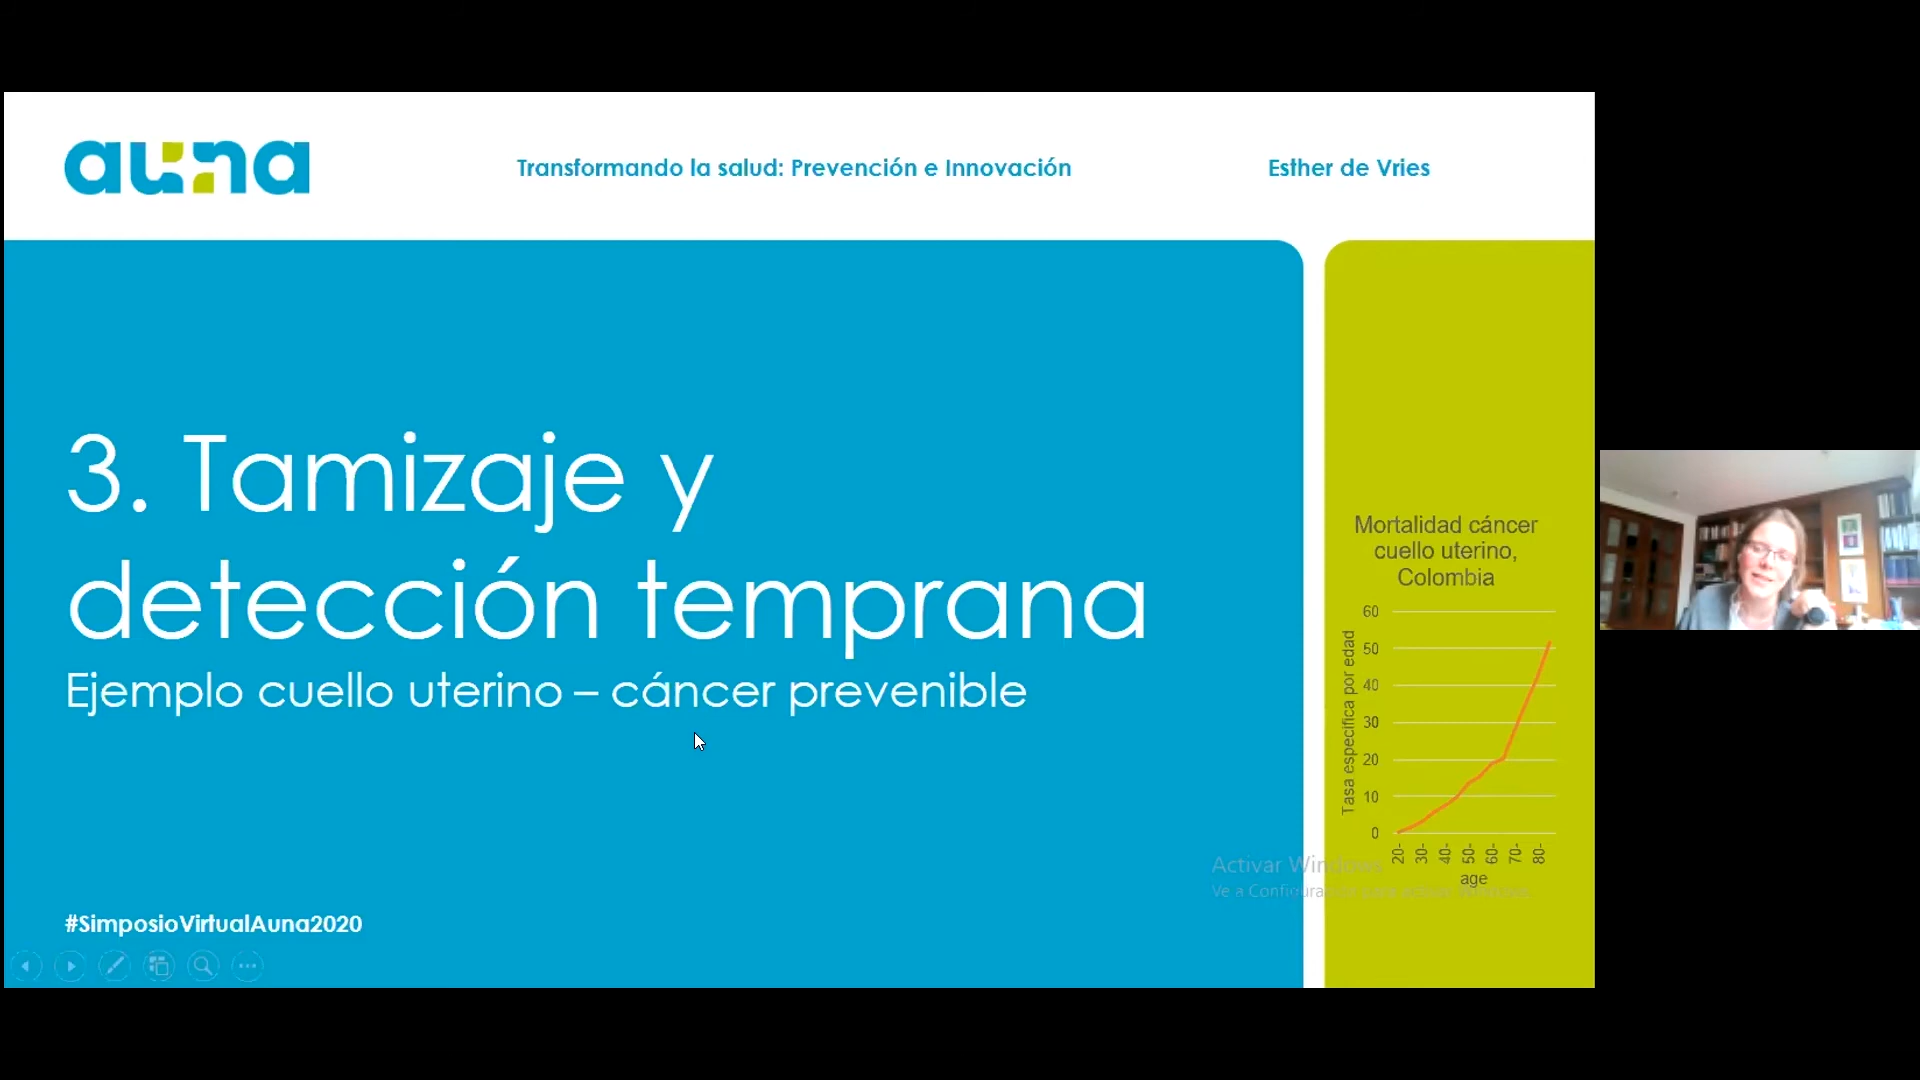 auna
Transformando la salud: Prevención e Innovación
Esther de Vries
3. Tamizaje y
detección temprana
Ejemplo cuello uterino – cáncer prevenible
#SimposioVirtualAuna2020
Mortalidad cáncer
cuello uterino,
Colombia
Tasa especifica por edad
60
50
40
30
20
10
0
20-
30-
40-
50-
60-
70-
80-
age
Activar Windows
Ve a Configuración para activar Windows